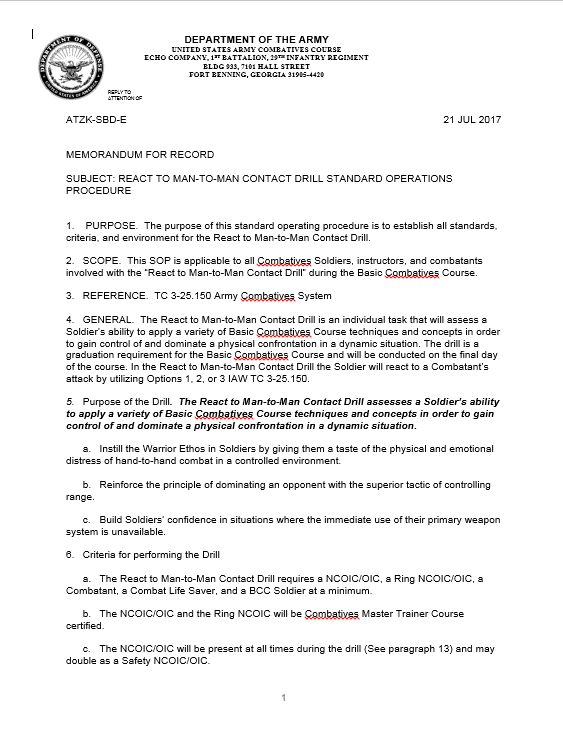 DEPARTMENT OF THE ARMY
UNITED STATES ARMY COMBATIVES COURSE
ECHO COMPANY, 1ST BATTALION, 29TH INFANTRY REGIMENT
BLDG 933, 7101 HALL STREET
FORT BENNING, GEORGIA 31905-4420
DEPARTMENT OF DEFENSE
UNITED STATES OF AMERICA
REPLY TO
ATTENTION OF
ATZK-SBD-E 21 JUL 2017
MEMORANDUM FOR RECORD
SUBJECT: REACT TO MAN-TO-MAN CONTACT DRILL STANDARD OPERATIONS
PROCEDURE
1. PURPOSE. The purpose of this standard operating procedure is to establish all standards,
criteria, and environment for the React to Man-to-Man Contact Drill.
2. SCOPE. This SOP is applicable to all Combatives Soldiers, instructors, and combatants
involved with the “React to Man-to-Man Contact Drill” during the Basic Combatives Course.
3. REFERENCE. TC 3-25.150 Army Combatives System
4. GENERAL. The React to Man-to-Man Contact Drill is an individual task that will assess a
Soldier’s ability to apply a variety of Basic Combatives Course techniques and concepts in order
to gain control of and dominate a physical confrontation in a dynamic situation. The drill is a
graduation requirement for the Basic Combatives Course and will be conducted on the final day
of the course. In the React to Man-to-Man Contact Drill the Soldier will react to a Combatant’s
attack by utilizing Options 1, 2, or 3 IAW TC 3-25.150.
5. Purpose of the Drill. The React to Man-to-Man Contact Drill assesses a Soldier’s ability
to apply a variety of Basic Combatives Course techniques and concepts in order to gain
control of and dominate a physical confrontation in a dynamic situation.
a. Instill the Warrior Ethos in Soldiers by giving them a taste of the physical and emotional
distress of hand-to-hand combat in a controlled environment.
b. Reinforce the principle of dominating an opponent with the superior tactic of controlling
range.
c. Build Soldiers’ confidence in situations where the immediate use of their primary weapon
system is unavailable.
6. Criteria for performing the Drill
a. The React to Man-to-Man Contact Drill requires a NCOIC/OIC, a Ring NCOIC/OIC, a
Combatant, a Combat Life Saver, and a BCC Soldier at a minimum.
b. The NCOIC/OIC and the Ring NCOIC will be Combatives Master Trainer Course
certified.
c. The NCOIC/OIC will be present at all times during the drill (See paragraph 13) and may
double as a Safety NCOIC/OIC.
1